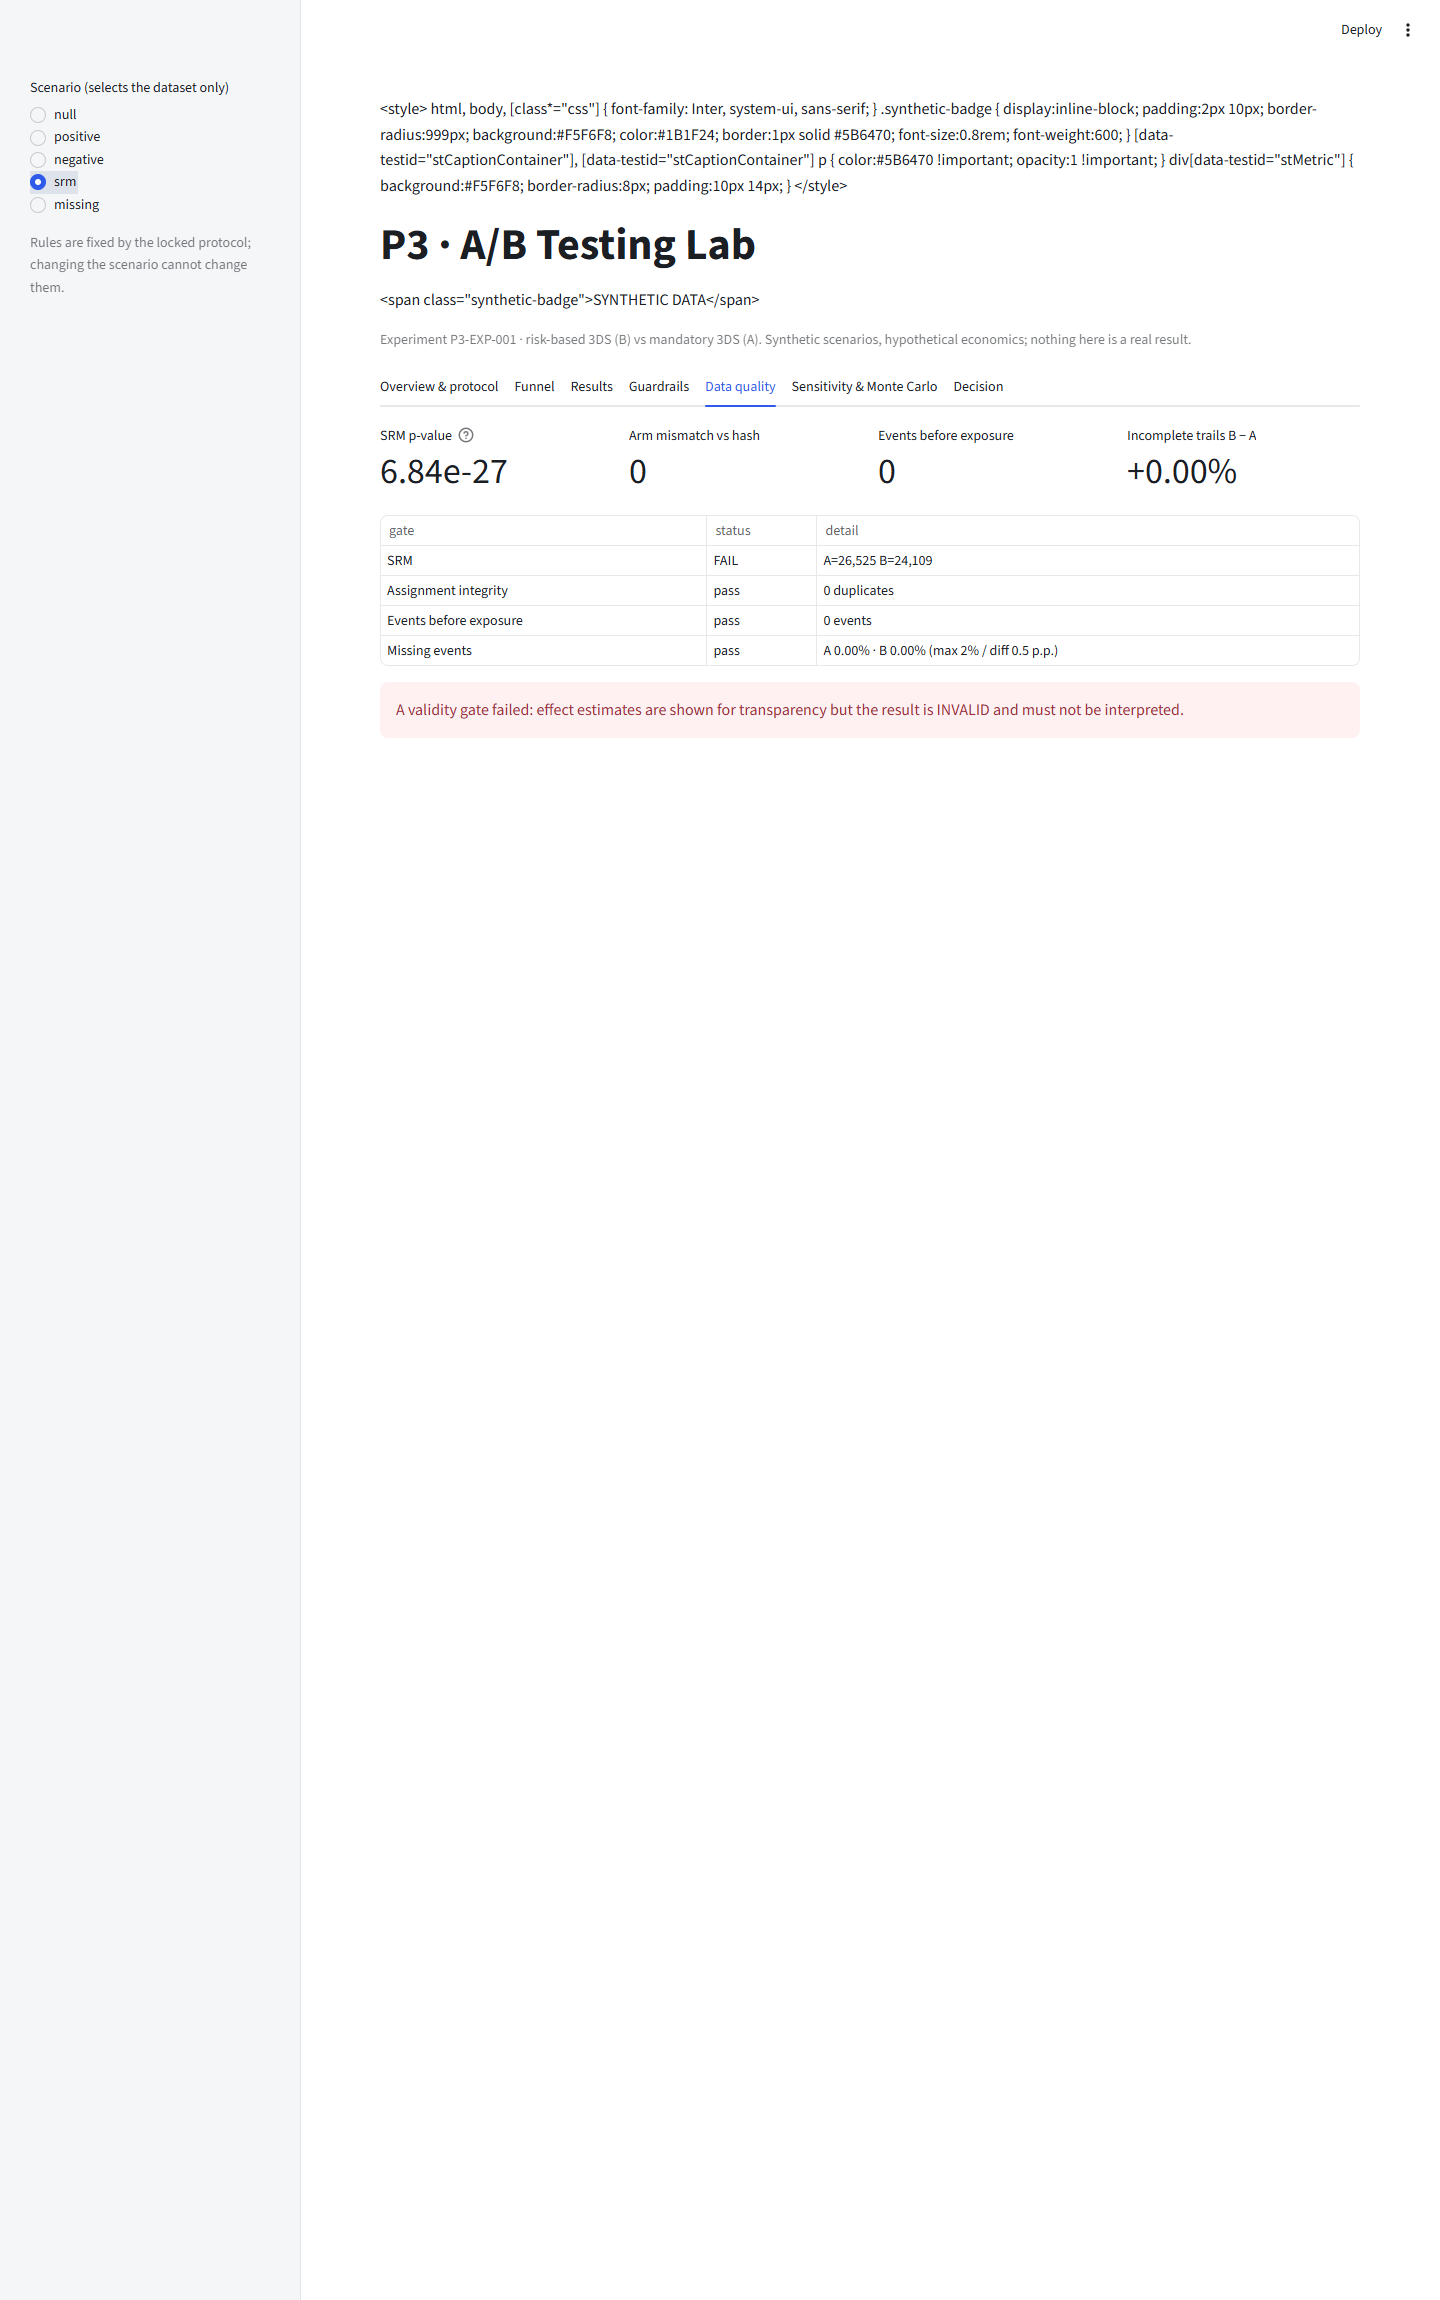 Deploy
Scenario (selects the dataset only)
null
positive
negative
srm
missing
Rules are fixed by the locked protocol;
changing the scenario cannot change
them.
<style> html, body, [class*="css"] { font-family: Inter, system-ui, sans-serif; } .synthetic-badge { display:inline-block; padding:2px 10px; border-
radius:999px; background:#F5F6F8; color:#1B1F24; border:1px solid #5B6470; font-size:0.8rem; font-weight:600; } [data-
testid="stCaptionContainer"], [data-testid="stCaptionContainer"] p { color:#5B6470 !important; opacity:1 !important; } div[data-testid="stMetric"] {
background:#F5F6F8; border-radius:8px; padding:10px 14px; } </style>
P3 · A/B Testing Lab
<span class="synthetic-badge">SYNTHETIC DATA</span>
Experiment P3-EXP-001 · risk-based 3DS (B) vs mandatory 3DS (A). Synthetic scenarios, hypothetical economics; nothing here is a real result.
Overview & protocol Funnel Results Guardrails Data quality Sensitivity & Monte Carlo Decision
SRM p-value Arm mismatch vs hash Events before exposure Incomplete trails B − A
6.84e-27 0 0 +0.00%
gate status detail
SRM FAIL A=26,525 B=24,109
Assignment integrity pass 0 duplicates
Events before exposure pass 0 events
Missing events pass A 0.00% · B 0.00% (max 2% / diff 0.5 p.p.)
A validity gate failed: effect estimates are shown for transparency but the result is INVALID and must not be interpreted.